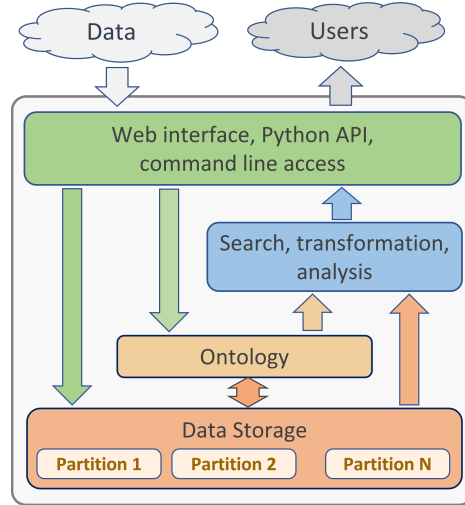 Data
Users
Web interface, Python API,
command line access
Search, transformation,
analysis
Ontology
Data Storage
Partition 1
Partition 2
Partition N